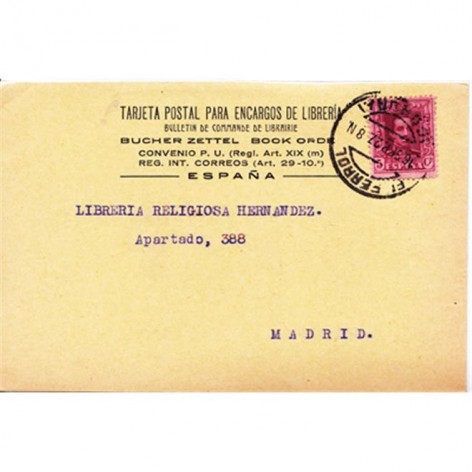 TARJETA POSTAL PARA ENCARGOS DE LIBRERÍA
BULLETIN DE COMMANDE DE LIBRAIRIE
BUCHER ZETTEL BOOK ORDE
CONVENIO P. U. (Regl. Art. XIX (m)
REG. INT. CORREOS (Art. 29-10.º)
ESPAÑA
EL FERROL
LIBRERIA RELIGIOSA HERNANDEZ.
Apartado, 388
MADRID.